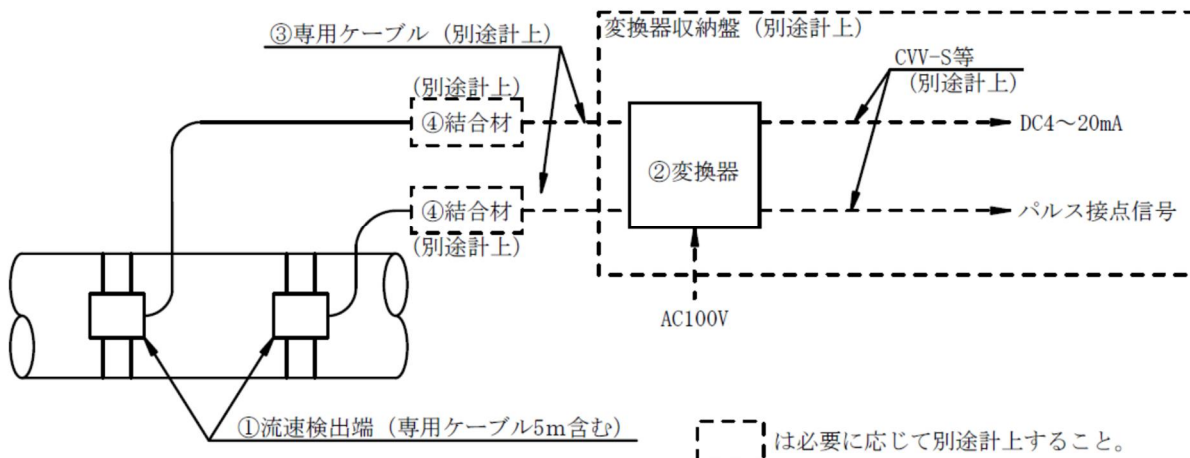 ③専用ケーブル (別途計上)
変換器収納盤 (別途計上)
CVV-S等
(別途計上)
(別途計上)
④結合材
DC4～20mA
②変換器
④結合材
(別途計上)
パルス接点信号
AC100V
①流速検出端 (専用ケーブル5m含む)
は必要に応じて別途計上すること。